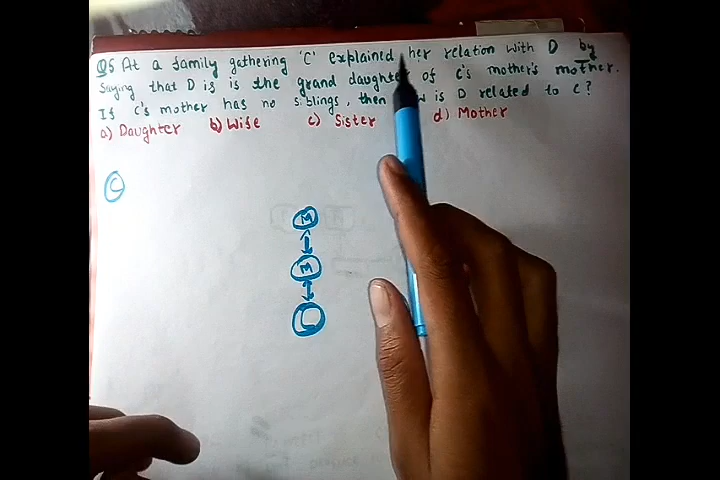 Q5 At a family gathering 'C' explained her relation with D by
saying that D is is the grand daughter of c's mother's mother.
If c's mother has no siblings, then is D related to c?
a) Daughter b) Wife c) Sister d) Mother
C
M
M